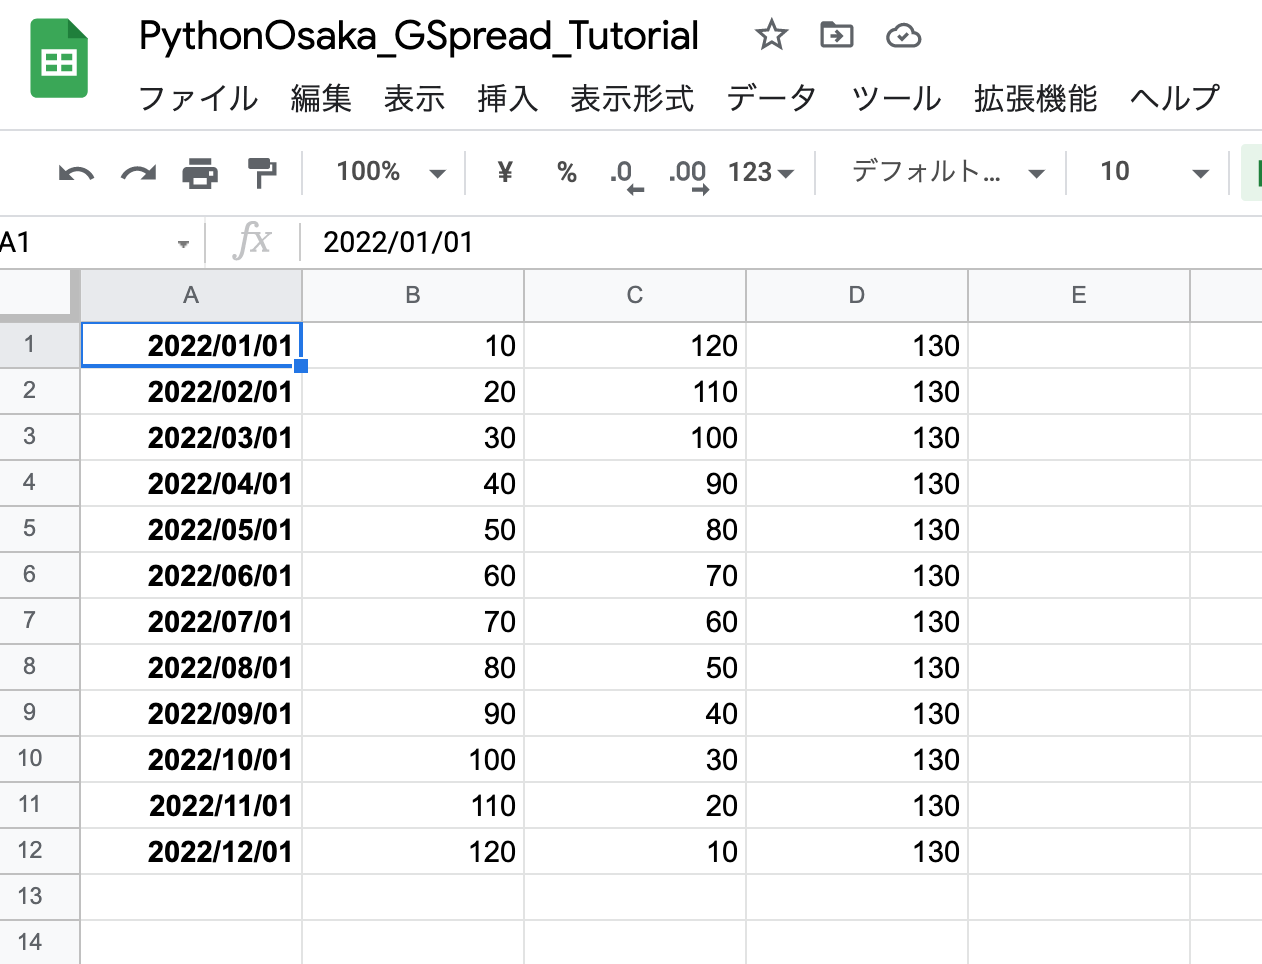 PythonOsaka_GSpread_Tutorial
ファイル 編集 表示 挿入 表示形式 データ ツール 拡張機能 ヘルプ
100% ¥ % .0 .00 123 デフォルト... 10
A1 fx 2022/01/01
A B C D E
1 2022/01/01 10 120 130
2 2022/02/01 20 110 130
3 2022/03/01 30 100 130
4 2022/04/01 40 90 130
5 2022/05/01 50 80 130
6 2022/06/01 60 70 130
7 2022/07/01 70 60 130
8 2022/08/01 80 50 130
9 2022/09/01 90 40 130
10 2022/10/01 100 30 130
11 2022/11/01 110 20 130
12 2022/12/01 120 10 130
13
14